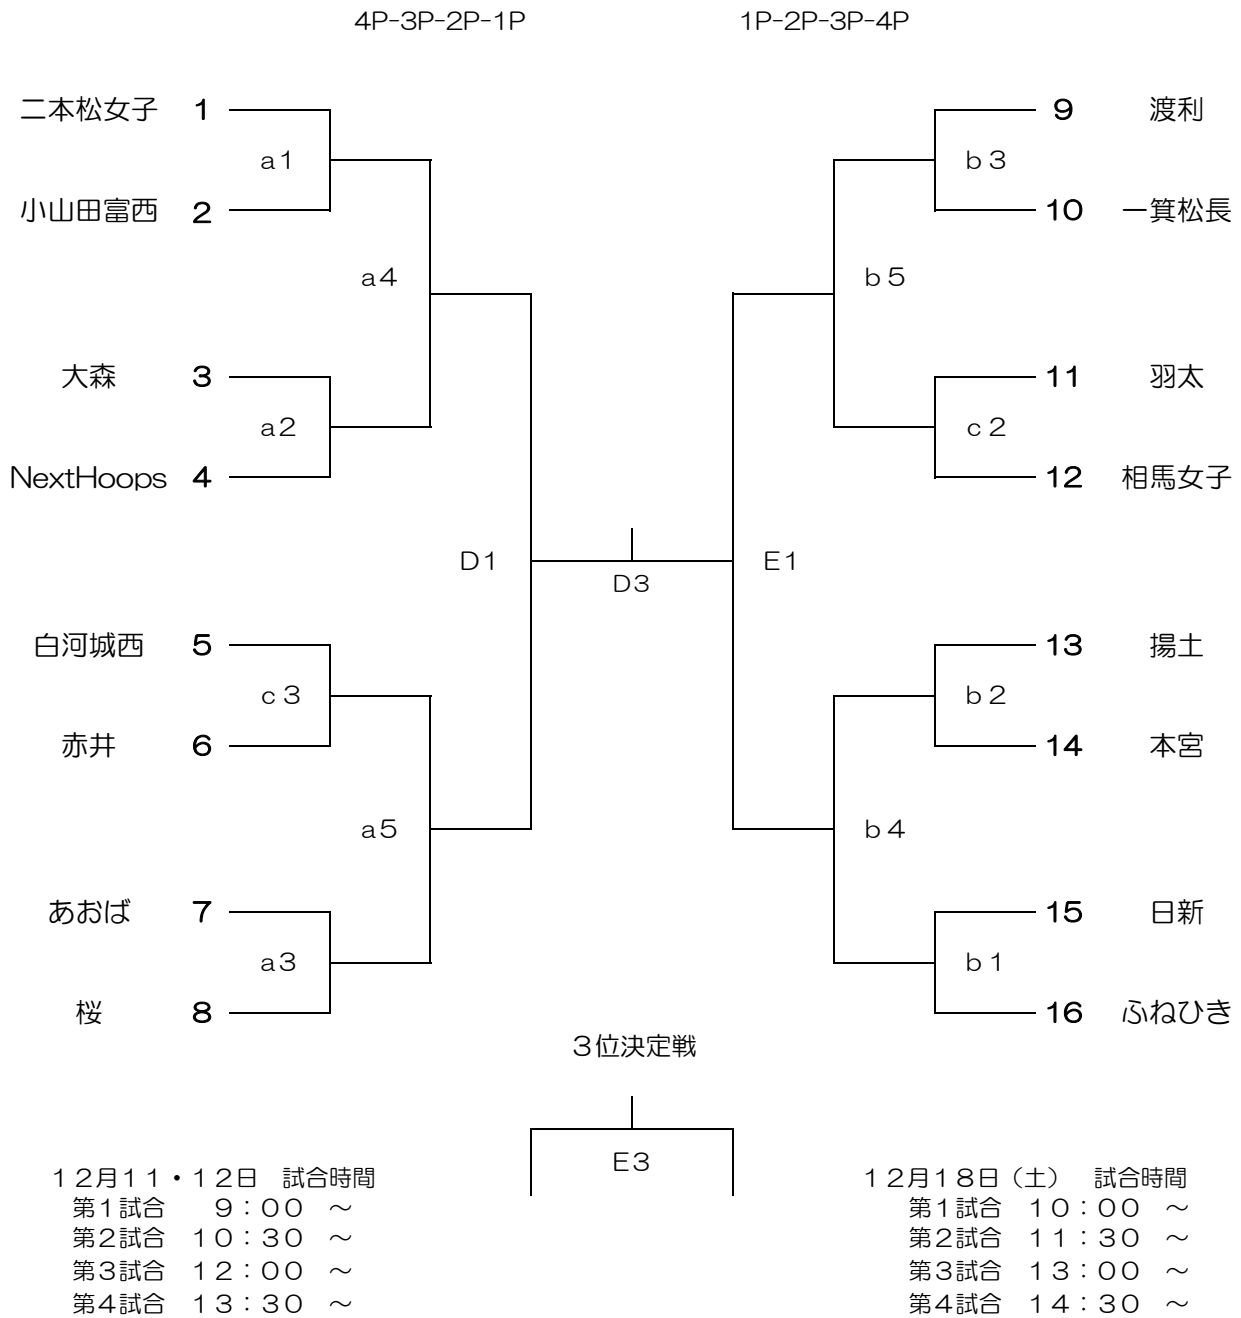 4P-3P-2P-1P
1P-2P-3P-4P
二本松女子 1
9 渡利
a1
b3
小山田富西 2
10 一箕松長
a4
b5
大森 3
11 羽太
a2
c2
NextHoops 4
12 相馬女子
D1
E1
D3
白河城西 5
13 揚土
c3
b2
赤井 6
14 本宮
a5
b4
あおば 7
15 日新
a3
b1
桜 8
16 ふねひき
３位決定戦
E3
１２月１１・１２日 試合時間
第１試合 ９：００ ～
第２試合 １０：３０ ～
第３試合 １２：００ ～
第４試合 １３：３０ ～
１２月１８日（土） 試合時間
第１試合 １０：００ ～
第２試合 １１：３０ ～
第３試合 １３：００ ～
第４試合 １４：３０ ～